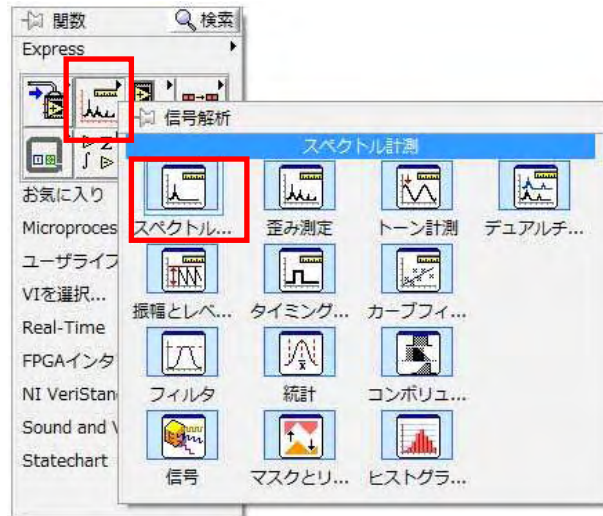 関数
検索
Express
信号解析
スペクトル計測
スペクトル...
歪み測定
トーン計測
デュアルチ...
振幅とレベ...
タイミング...
カーブフィ...
フィルタ
統計
コンボリュ...
信号
マスクとリ...
ヒストグラ...
お気に入り
Microproces
ユーザライブ
VIを選択...
Real-Time
FPGAインタ
NI VeriStan
Sound and V
Statechart